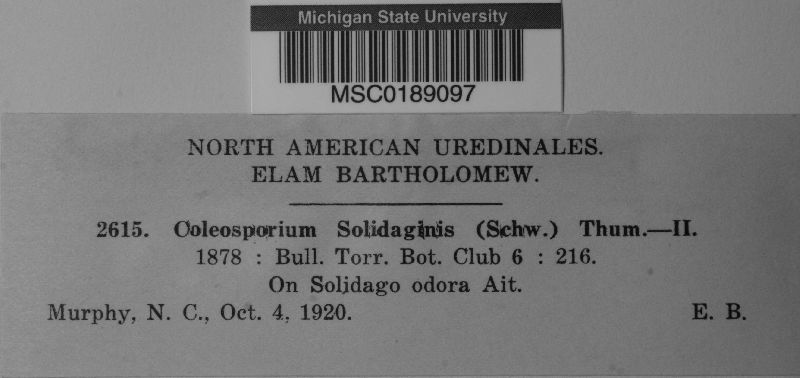 Michigan State University
MSC0189097
NORTH AMERICAN UREDINALES.
ELAM BARTHOLOMEW.
2615. Coleosporium Solidaginis (Schw.) Thum.—II.
1878 : Bull. Torr. Bot. Club 6 : 216.
On Solidago odora Ait.
Murphy, N. C., Oct. 4, 1920. E. B.